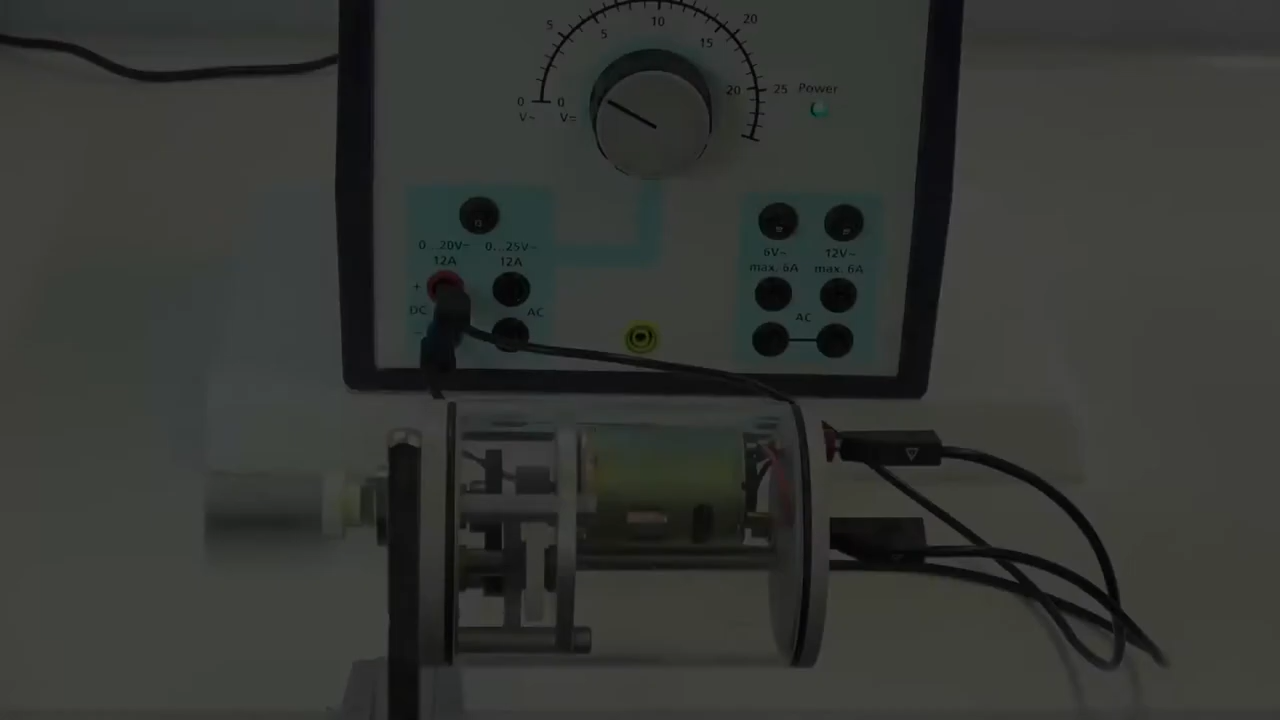 5 10 20
5 15
20 25 Power
0 0
V~ V=
0...20V= 0...25V~
12A 12A
+
DC AC
-
6V~ 12V~
max. 6A max. 6A
AC